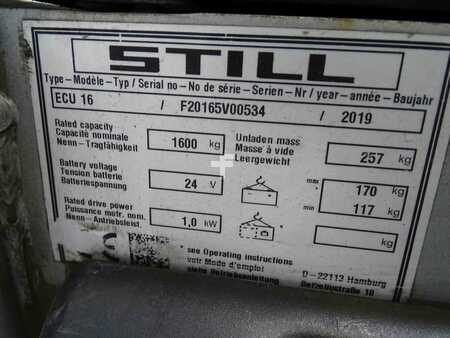 STILL
Type – Modèle – Typ / Serial no – No de série – Serien – Nr / year – année – Baujahr
ECU 16 / F20165V00534 / 2019
Rated capacity
Capacité nominale
Nenn – Tragfähigkeit
1600 kg
Unladen mass
Masse à vide
Leergewicht
257 kg
Battery voltage
Tension batterie
Batteriespannung
24 V
max 170 kg
min 117 kg
Rated drive power
Puissance motr. nom.
Nenn – Antriebsleist.
1,0 kW
kg
* see Operating instructions
voir Mode d'emploi
siehe Betriebsanleitung
D – 22113 Hamburg
Berzeliusstraße 10